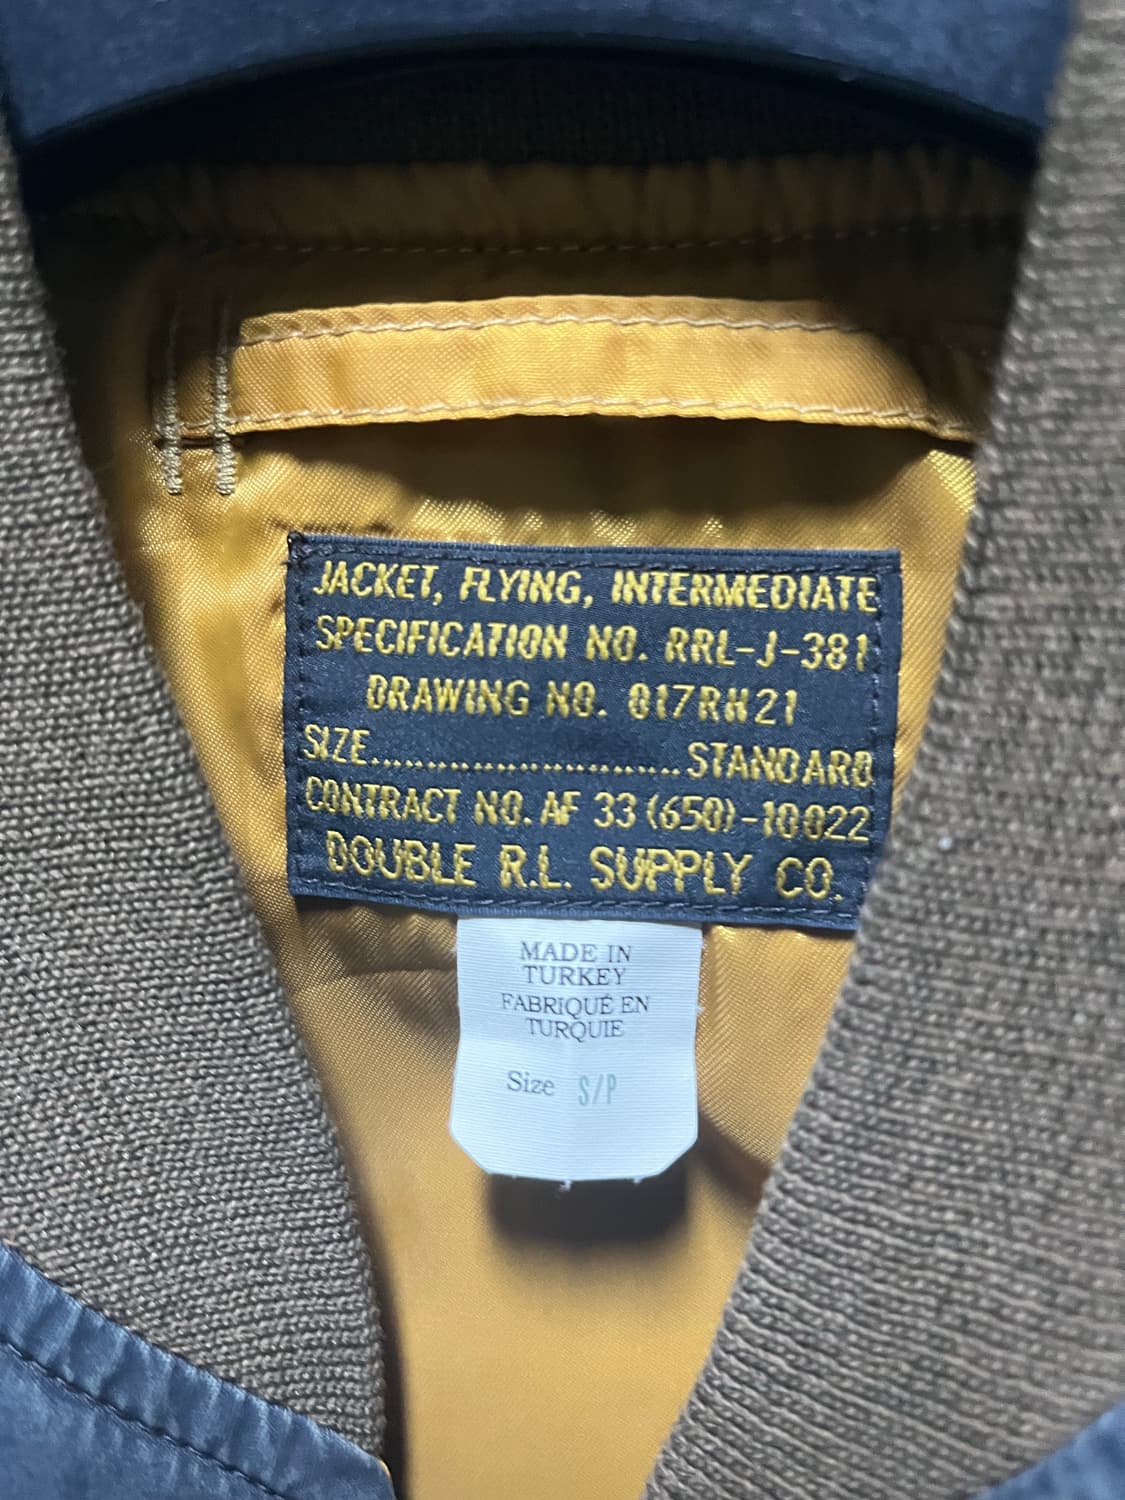 JACKET, FLYING, INTERMEDIATE
SPECIFICATION NO. RRL-J-381
DRAWING NO. 017RH21
SIZE..............................STANDARD
CONTRACT NO. AF 33 (650)-10022
DOUBLE R.L. SUPPLY CO.
MADE IN
TURKEY
FABRIQUÉ EN
TURQUIE
Size S/P